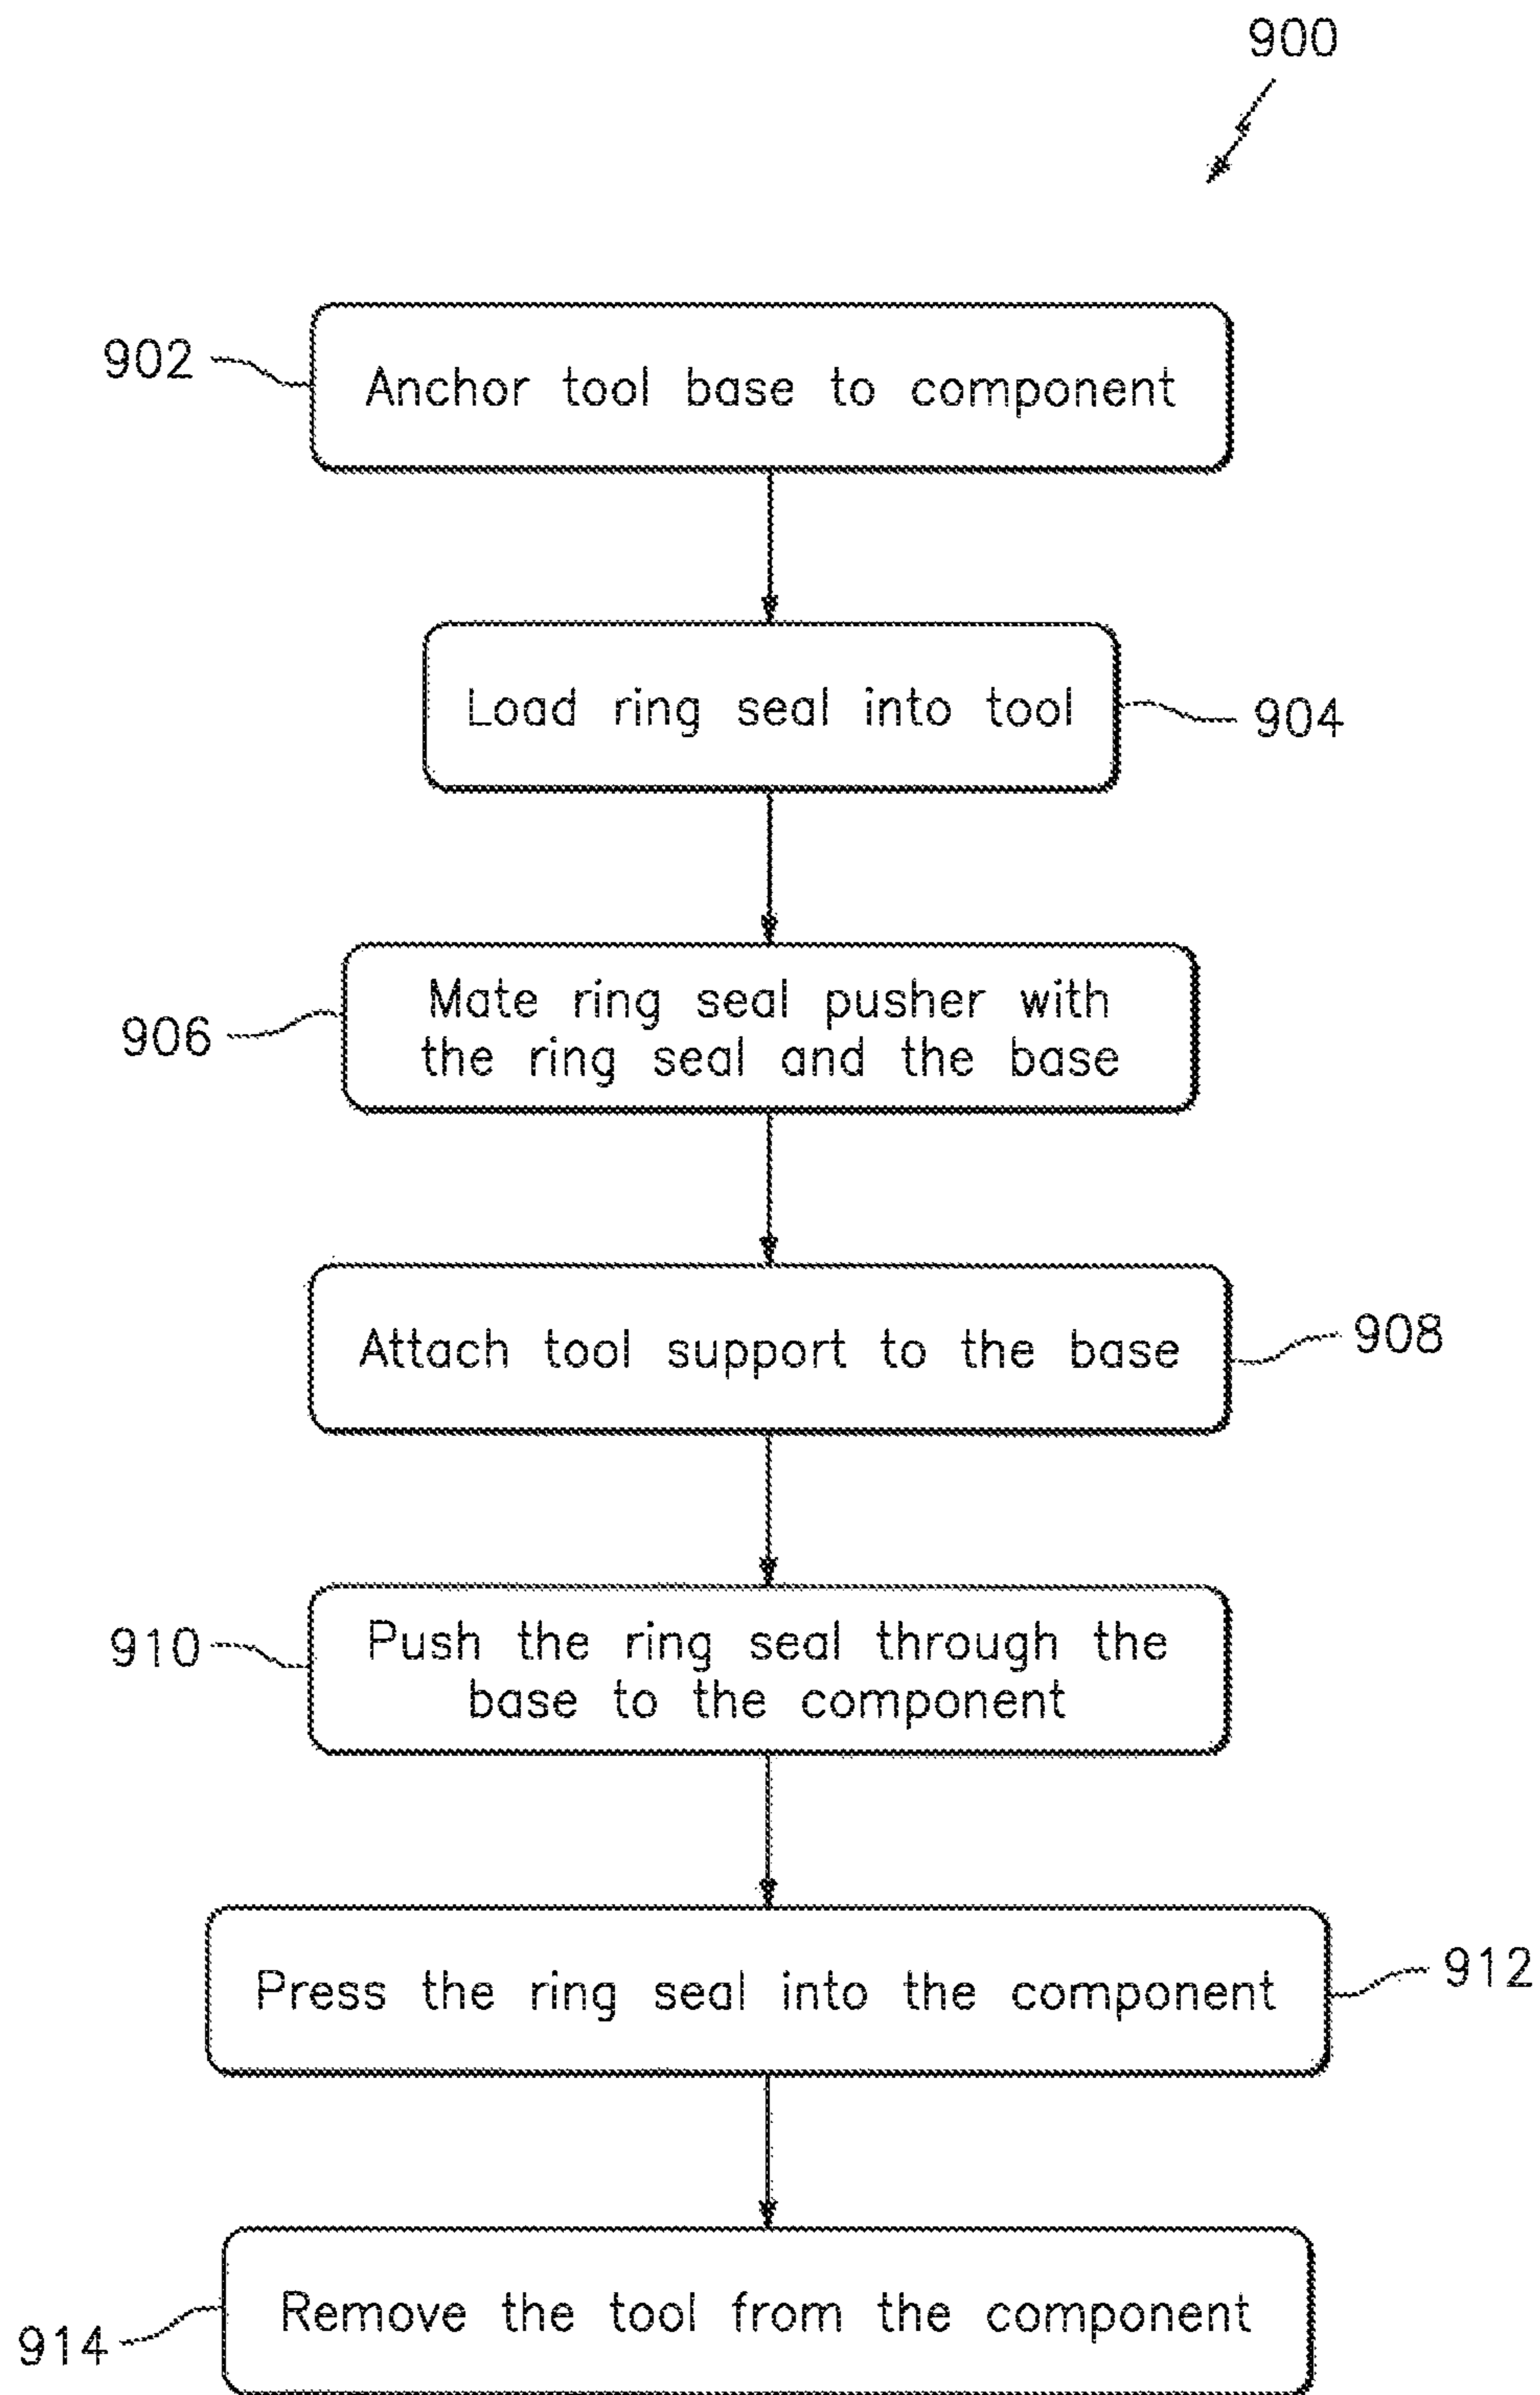 900
902
Anchor tool base to component
Load ring seal into tool
904
906
Mate ring seal pusher with
the ring seal and the base
Attach tool support to the base
908
910
Push the ring seal through the
base to the component
Press the ring seal into the component
912
914
Remove the tool from the component